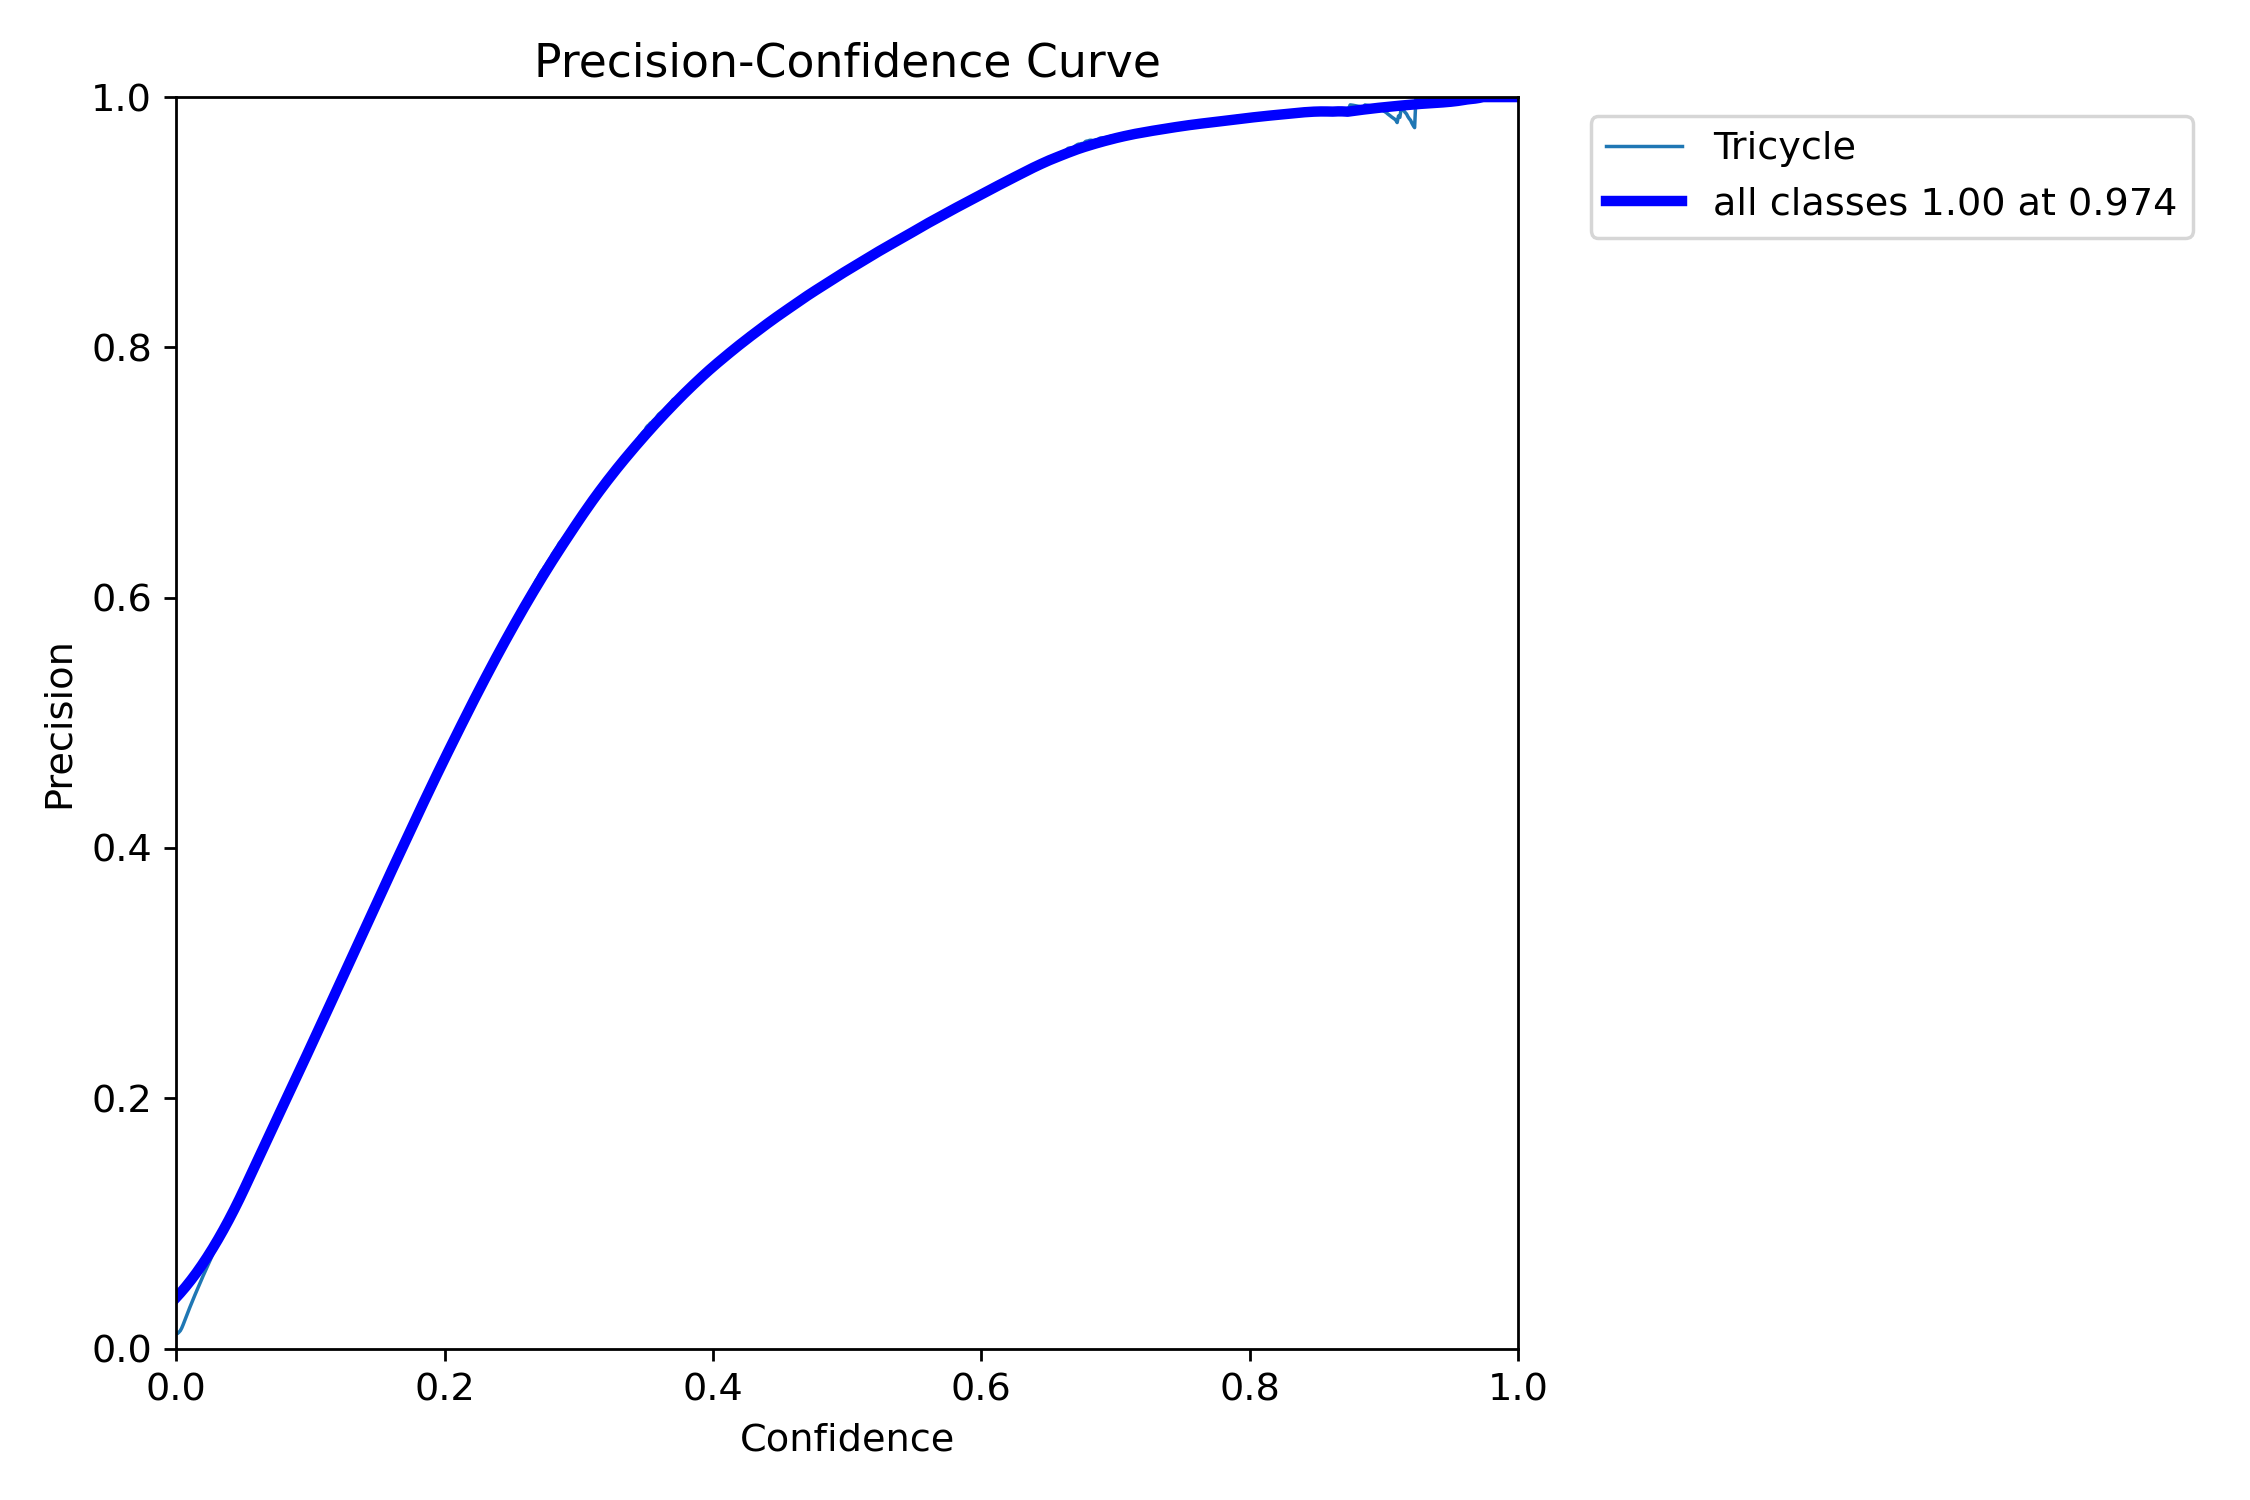 Precision-Confidence Curve
1.0
0.8
0.6
0.4
0.2
0.0
Precision
0.0 0.2 0.4 0.6 0.8 1.0
Confidence
Tricycle
all classes 1.00 at 0.974